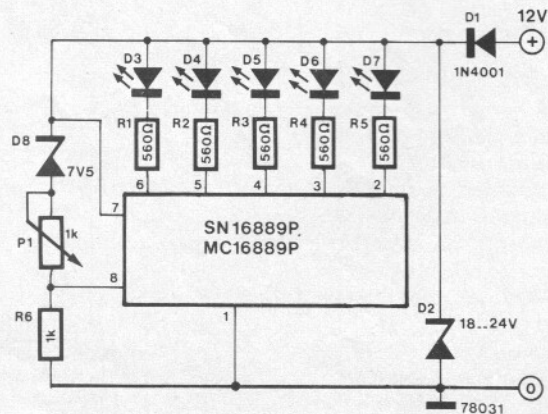 D1
12V
+
1N4001
D3
D4
D5
D6
D7
R1
560Ω
R2
560Ω
R3
560Ω
R4
560Ω
R5
560Ω
D8
7V5
6
5
4
3
2
7
SN 16889P.
MC16889P
P1
1k
8
R6
1k
1
D2
18...24V
0
78031